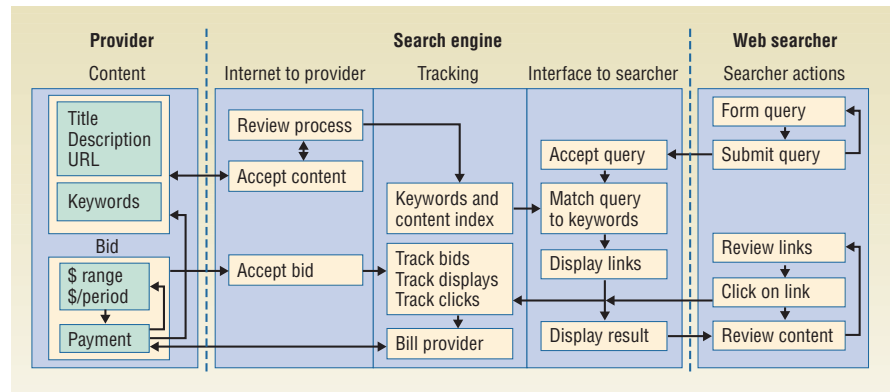 Provider
Search engine
Web searcher
Content
Internet to provider
Tracking
Interface to searcher
Searcher actions
Title
Description
URL
Keywords
Bid
$ range
$/period
Payment
Review process
Accept content
Accept bid
Keywords and
content index
Track bids
Track displays
Track clicks
Bill provider
Accept query
Match query
to keywords
Display links
Display result
Form query
Submit query
Review links
Click on link
Review content